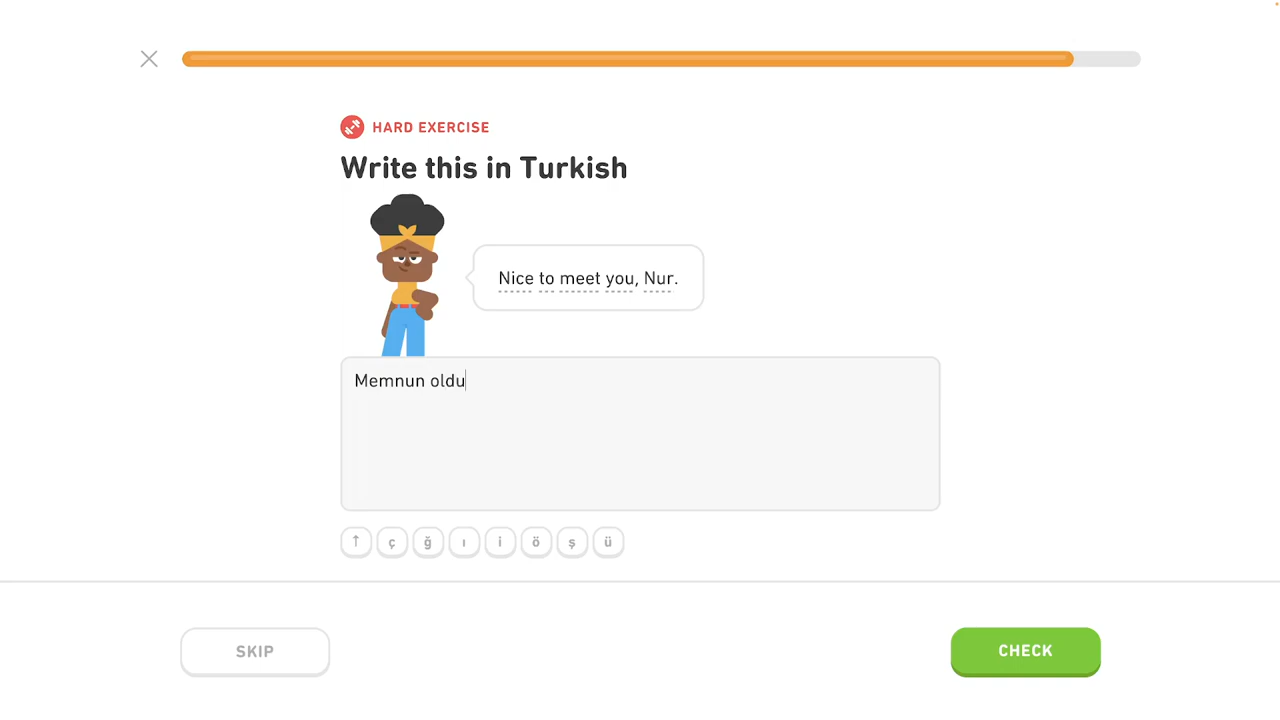 HARD EXERCISE
Write this in Turkish
Nice to meet you, Nur.
Memnun oldu
↑ ç ğ ı i ö ş ü
SKIP
CHECK